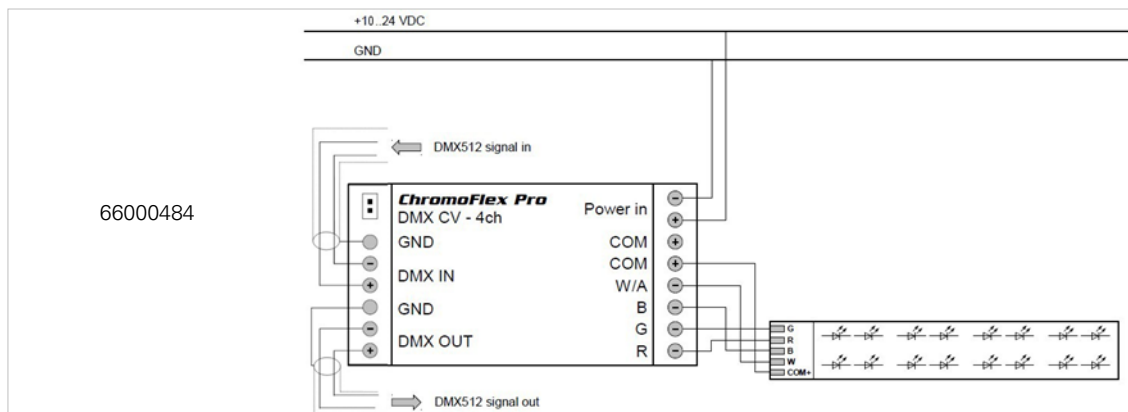 +10..24 VDC
GND
DMX512 signal in
66000484
ChromoFlex Pro
DMX CV - 4ch
GND
DMX IN
GND
DMX OUT
Power in
COM
COM
W/A
B
G
R
G
R
B
W
COM+
DMX512 signal out